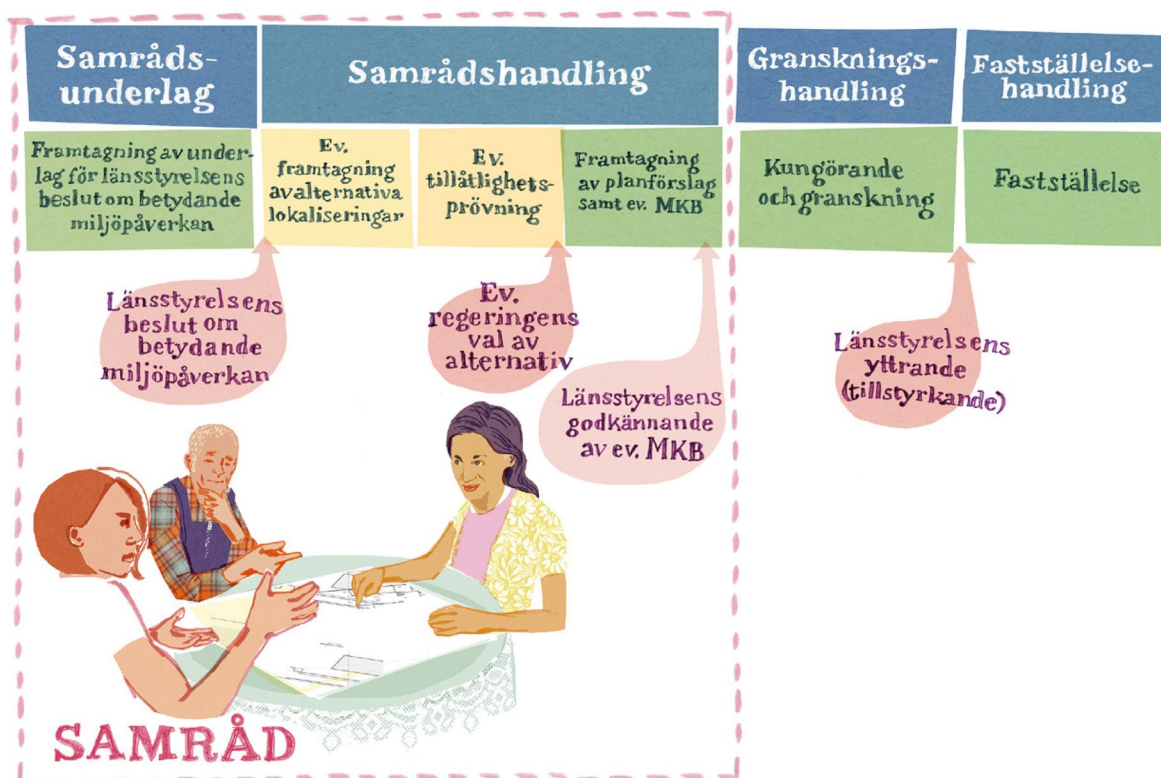 Samråds-
underlag
Samrådshandling
Gransknings-
handling
Fastställelse-
handling
Framtagning av under-
lag för länsstyrelsens
beslut om betydande
miljöpåverkan
Ev.
framtagning
av alternativa
lokaliseringar
Ev.
tillåtlighets-
prövning
Framtagning
av planförslag
samt ev. MKB
Kungörande
och granskning
Fastställelse
Länsstyrelsens
beslut om
betydande
miljöpåverkan
Ev.
regeringens
val av
alternativ
Länsstyrelsens
godkännande
av ev. MKB
Länsstyrelsens
yttrande
(tillstyrkande)
SAMRÅD